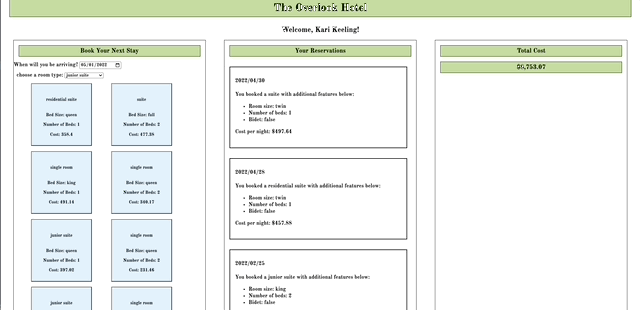 The Overlook Hotel
Welcome, Kari Keeling!
Book Your Next Stay
When will you be arriving? 05/01/2022
choose a room type: junior suite
residential suite
Bed Size: queen
Number of Beds: 1
Cost: 358.4
suite
Bed Size: full
Number of Beds: 2
Cost: 477.38
single room
Bed Size: king
Number of Beds: 1
Cost: 491.14
single room
Bed Size: queen
Number of Beds: 2
Cost: 340.17
junior suite
Bed Size: queen
Number of Beds: 1
Cost: 397.02
single room
Bed Size: queen
Number of Beds: 2
Cost: 231.46
junior suite
single room
Your Reservations
2022/04/30
You booked a suite with additional features below:
Room size: twin
Number of beds: 1
Bidet: false
Cost per night: $497.64
2022/04/28
You booked a residential suite with additional features below:
Room size: twin
Number of beds: 1
Bidet: false
Cost per night: $457.88
2022/02/25
You booked a junior suite with additional features below:
Room size: king
Number of beds: 2
Bidet: false
Total Cost